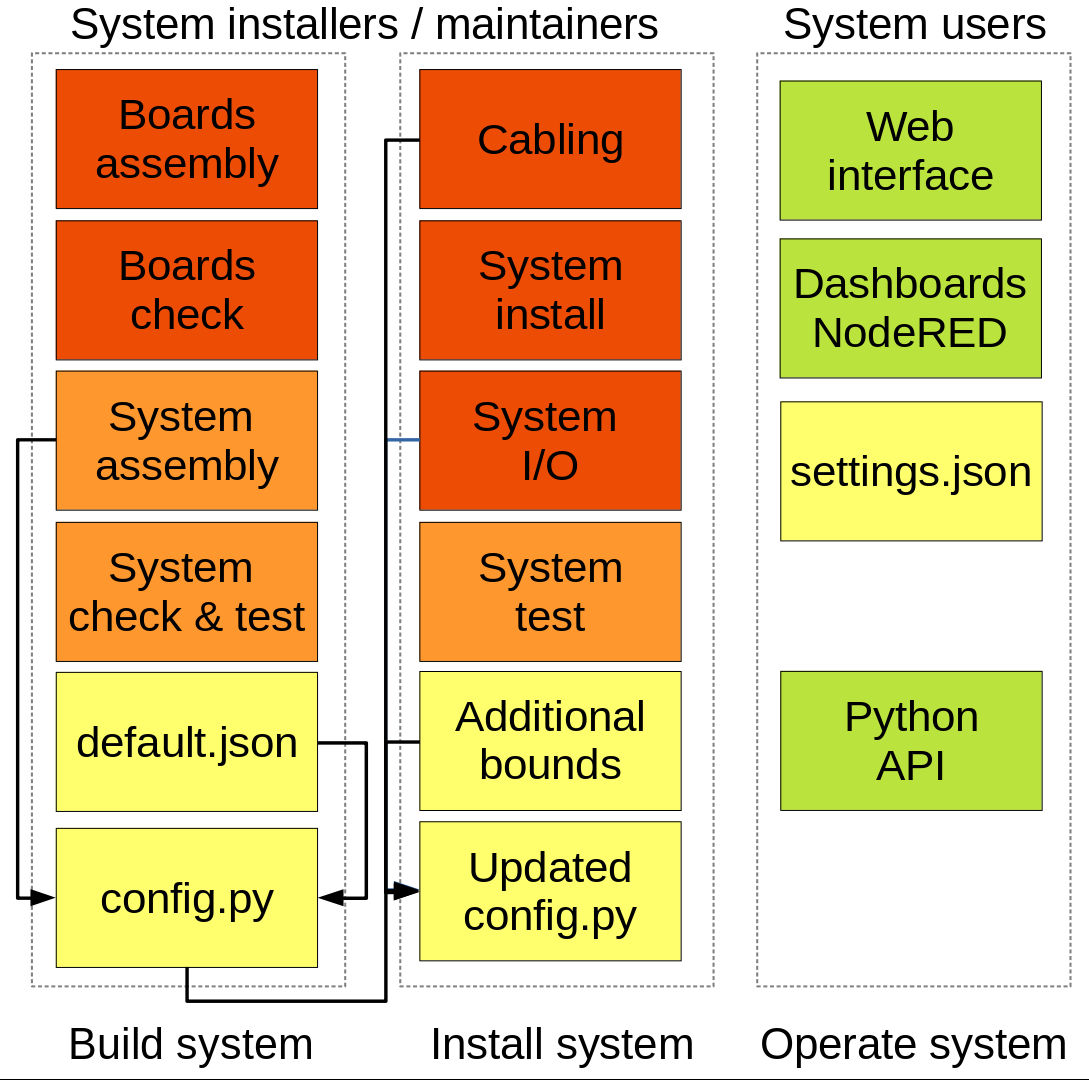 System installers / maintainers
System users
Boards
assembly
Boards
check
System
assembly
System
check & test
default.json
config.py
Build system
Cabling
System
install
System
I/O
System
test
Additional
bounds
Updated
config.py
Install system
Web
interface
Dashboards
NodeRED
settings.json
Python
API
Operate system